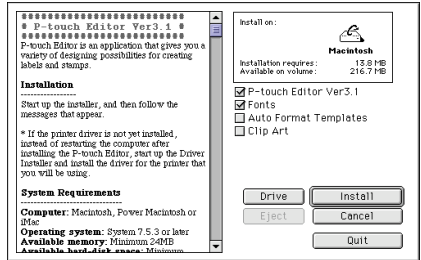 P-touch Editor Ver3.1
P-touch Editor is an application that gives you a
variety of designing possibilities for creating
labels and stamps.
Installation
--------------------
Start up the installer, and then follow the
messages that appear.
* If the printer driver is not yet installed,
instead of restarting the computer after
installing the P-touch Editor, start up the Driver
Installer and install the driver for the printer that
you will be using.
System Requirements
--------------------------------
Computer: Macintosh, Power Macintosh or
iMac
Operating system: System 7.5.3 or later
Available memory: Minimum 24MB
Available hard-disk space: Minimum
Install on:
Macintosh
Installation requires: 13.8 MB
Available on volume: 216.7 MB
P-touch Editor Ver3.1
Fonts
Auto Format Templates
Clip Art
Drive
Install
Eject
Cancel
Quit